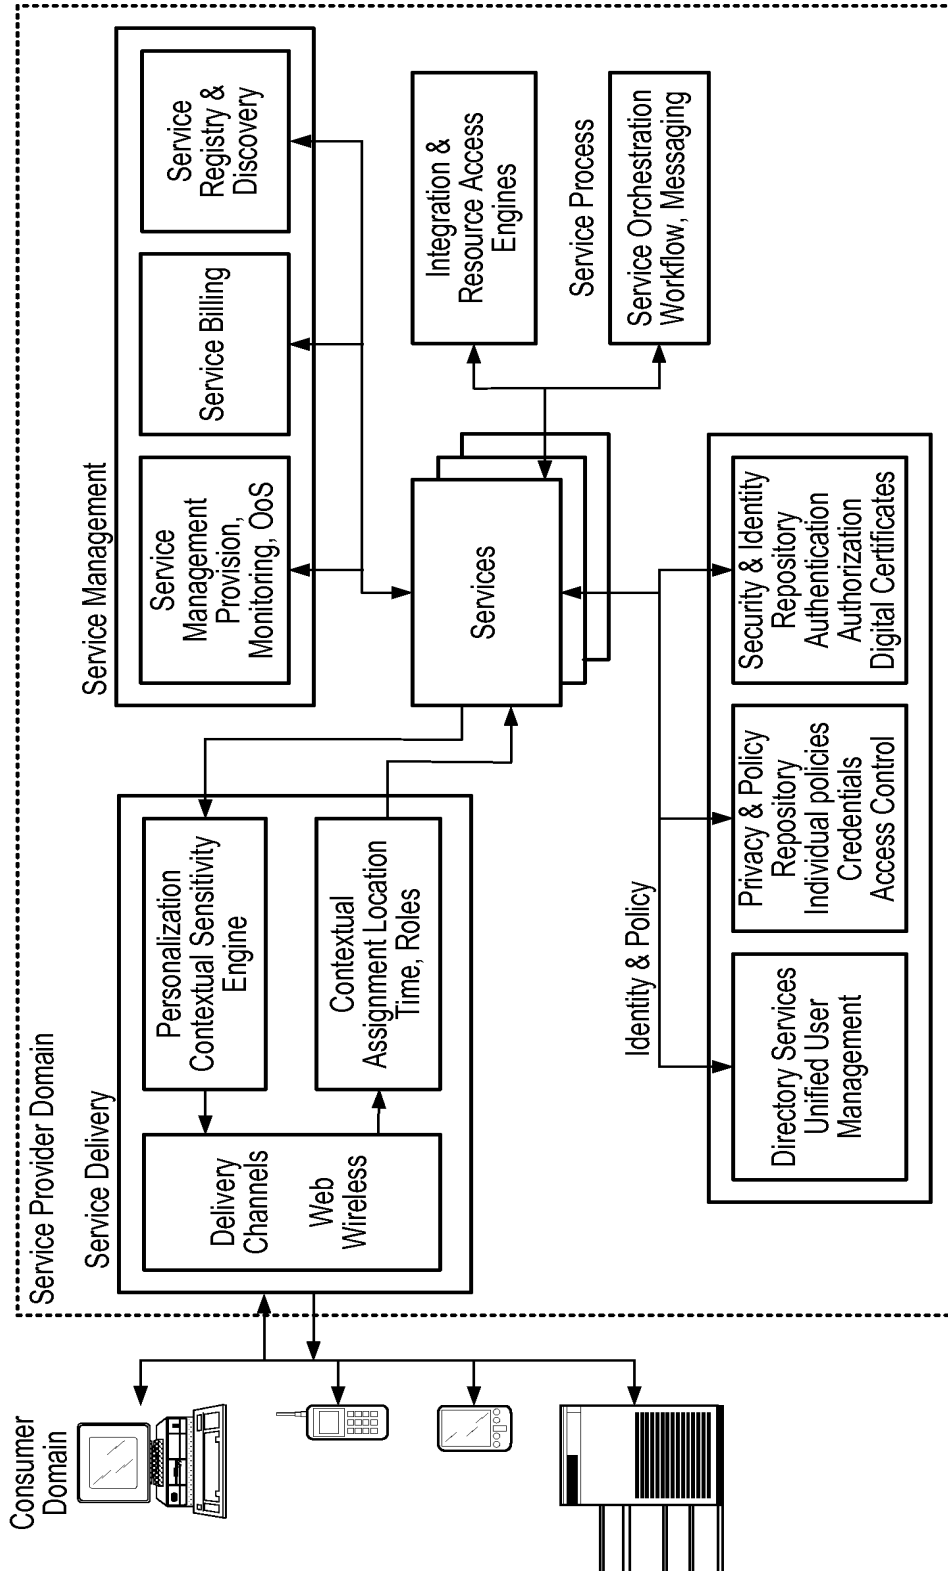 Consumer
Domain
Service Provider Domain
Service Delivery
Delivery
Channels
Web
Wireless
Personalization
Contextual Sensitivity
Engine
Contextual
Assignment Location
Time, Roles
Service Management
Service
Management
Provision,
Monitoring, OoS
Service Billing
Service
Registry &
Discovery
Services
Integration &
Resource Access
Engines
Service Process
Service Orchestration
Workflow, Messaging
Identity & Policy
Directory Services
Unified User
Management
Privacy & Policy
Repository
Individual policies
Credentials
Access Control
Security & Identity
Repository
Authentication
Authorization
Digital Certificates